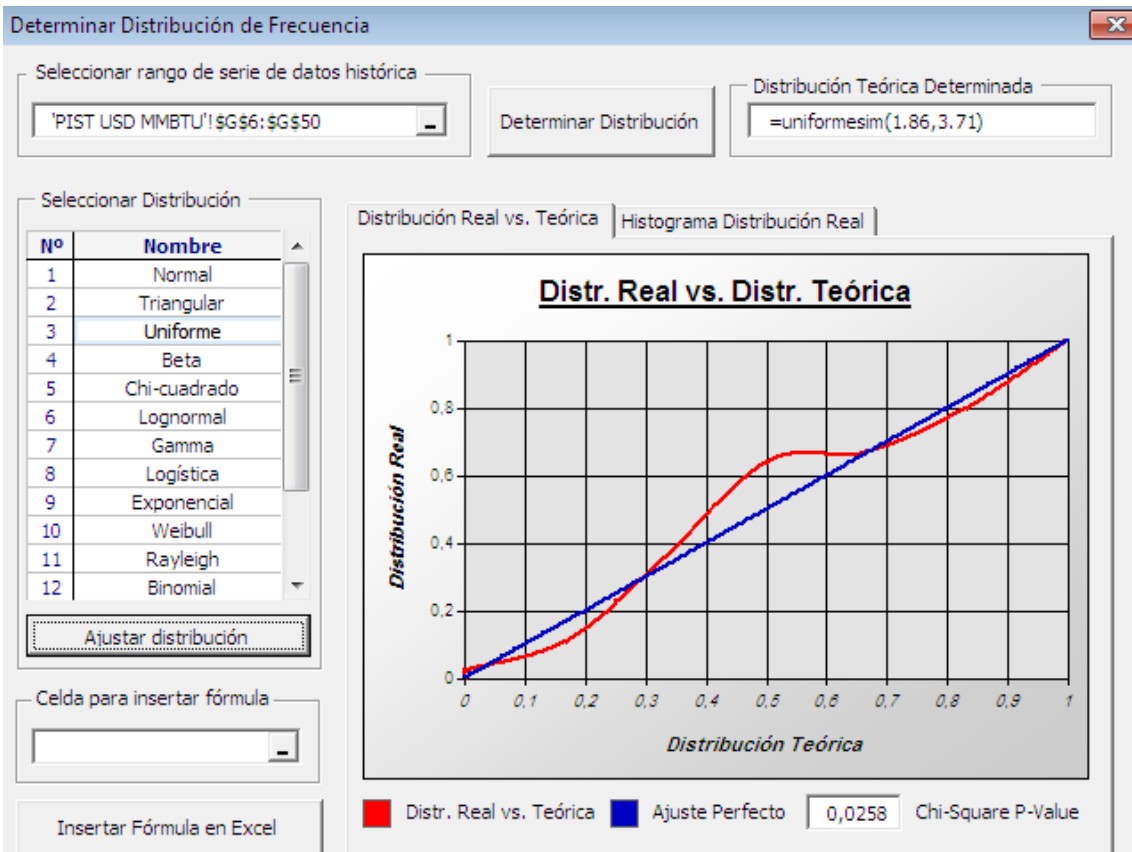 Determinar Distribución de Frecuencia
Seleccionar rango de serie de datos histórica
'PIST USD MMBTU'!$G$6:$G$50
Determinar Distribución
Distribución Teórica Determinada
=uniformesim(1.86,3.71)
Seleccionar Distribución
Nº Nombre
1 Normal
2 Triangular
3 Uniforme
4 Beta
5 Chi-cuadrado
6 Lognormal
7 Gamma
8 Logística
9 Exponencial
10 Weibull
11 Rayleigh
12 Binomial
Ajustar distribución
Celda para insertar fórmula
Insertar Fórmula en Excel
Distribución Real vs. Teórica Histograma Distribución Real
Distr. Real vs. Distr. Teórica
Distribución Real
1
0,8
0,6
0,4
0,2
0
0 0,1 0,2 0,3 0,4 0,5 0,6 0,7 0,8 0,9 1
Distribución Teórica
Distr. Real vs. Teórica Ajuste Perfecto 0,0258 Chi-Square P-Value